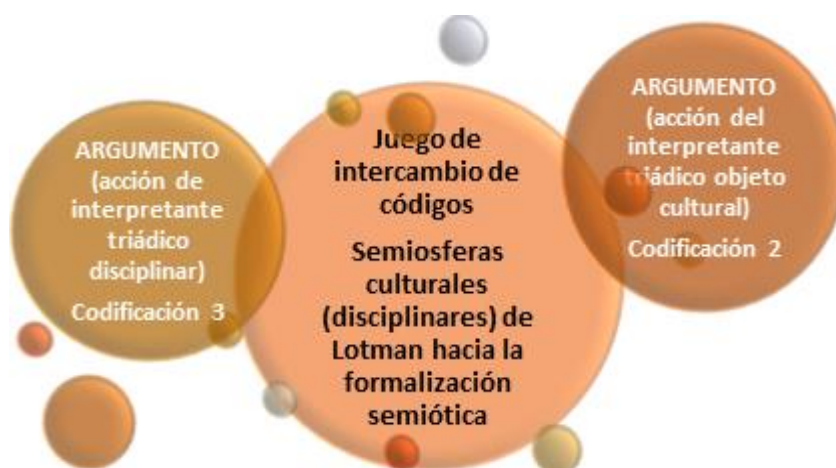 ARGUMENTO
(acción de
interpretante
triádico
disciplinar)
Codificación 3
Juego de
intercambio de
códigos
Semiosferas
culturales
(disciplinares) de
Lotman hacia la
formalización
semiótica
ARGUMENTO
(acción del
interpretante
triádico objeto
cultural)
Codificación 2